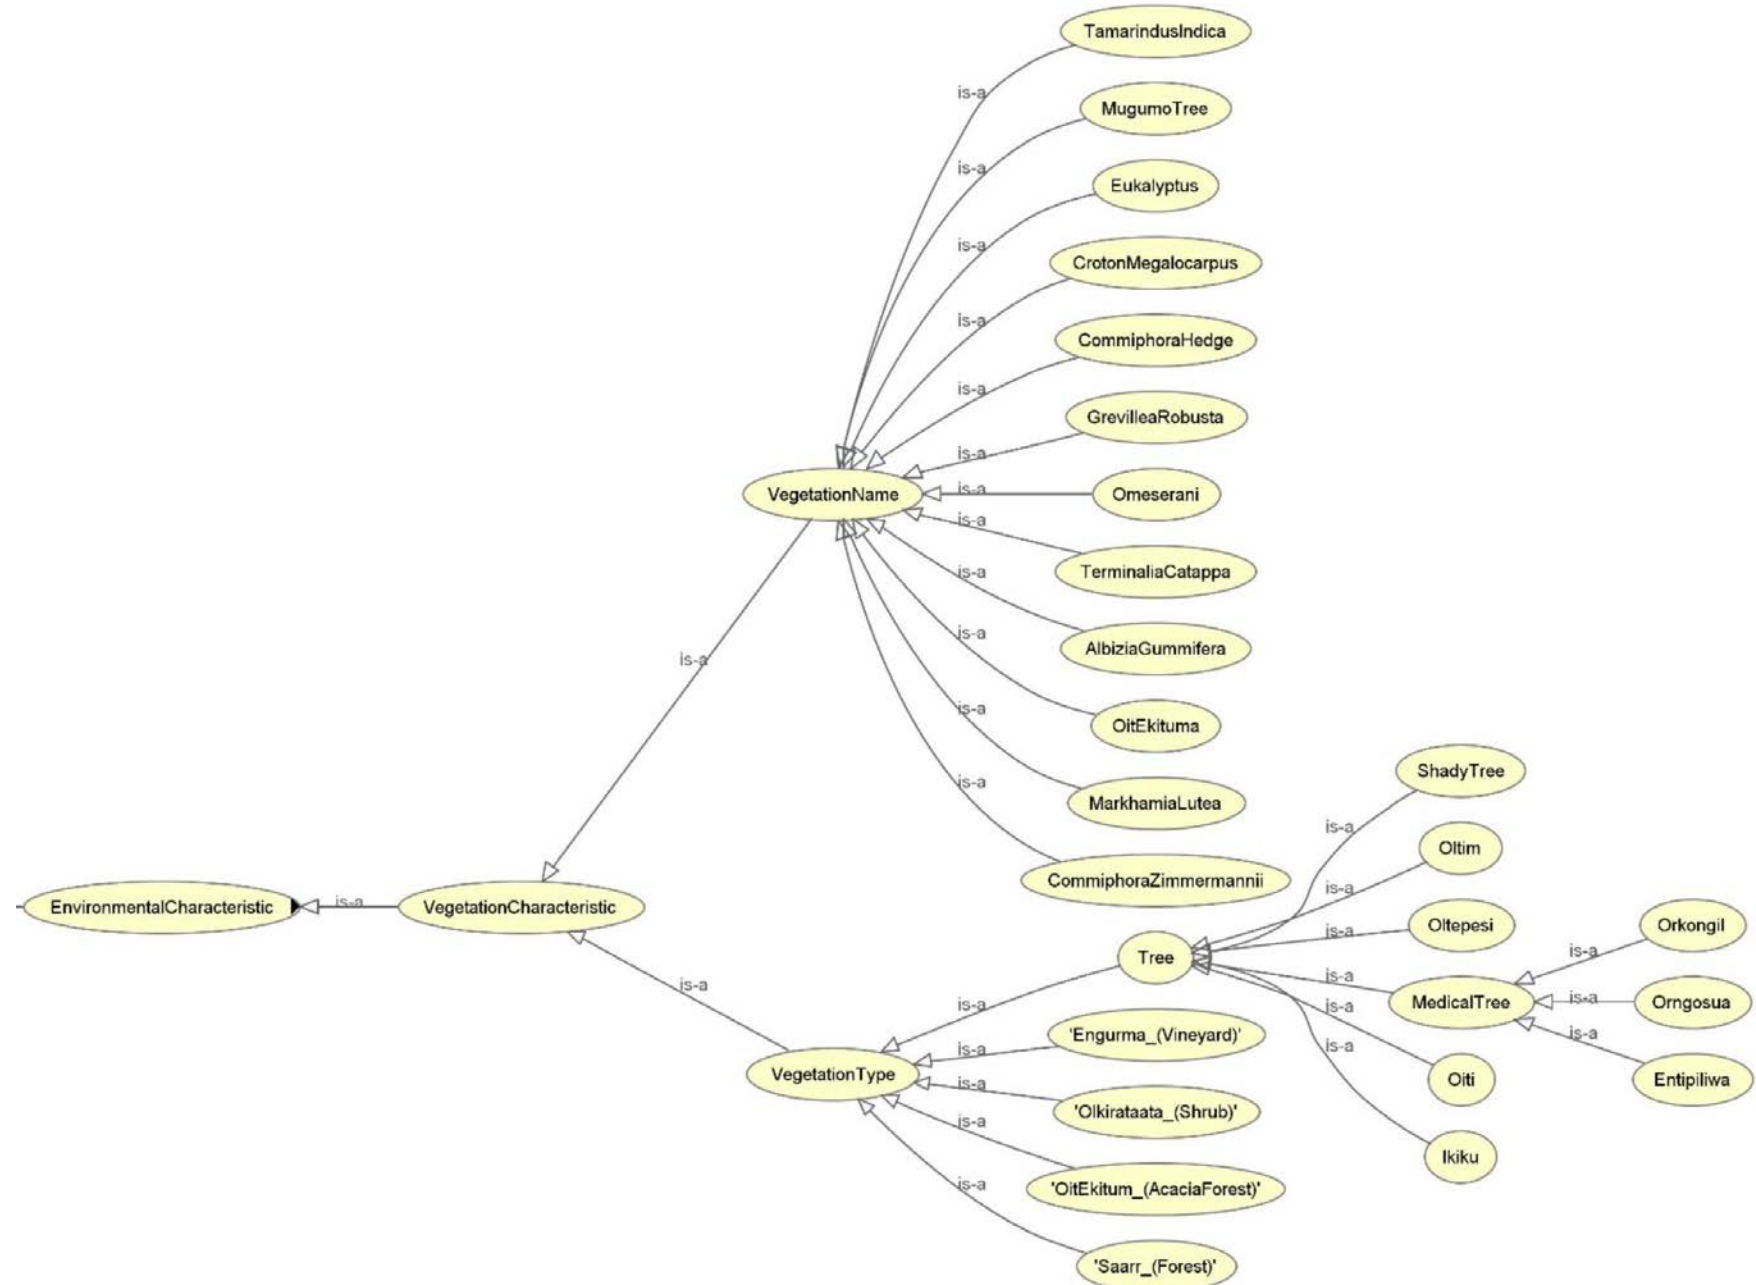 TamarindusIndica
is-a
MugumoTree
is-a
Eukalyptus
is-a
CrotonMegalocarpus
is-a
CommiphoraHedge
is-a
GrevilleaRobusta
is-a
VegetationName
is-a
Omeserani
is-a
TerminaliaCatappa
is-a
AlbiziaGummifera
is-a
OitEkituma
is-a
MarkhamiaLutea
is-a
CommiphoraZimmermannii
is-a
EnvironmentalCharacteristic
is-a
VegetationCharacteristic
is-a
VegetationType
is-a
Tree
is-a
'Engurma_(Vineyard)'
is-a
'Olkirataata_(Shrub)'
is-a
'OitEkitum_(AcaciaForest)'
is-a
'Saarr_(Forest)'
ShadyTree
is-a
Oltim
is-a
Oltepesi
is-a
MedicalTree
is-a
Oiti
is-a
Ikiku
is-a
Orkongil
is-a
Orngosua
is-a
Entipiliwa
is-a